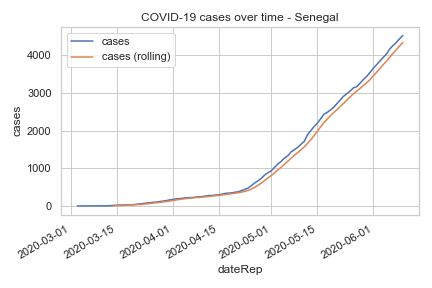 COVID-19 cases over time - Senegal
cases
cases (rolling)
4000
3000
2000
1000
0
cases
2020-03-01
2020-03-15
2020-04-01
2020-04-15
2020-05-01
2020-05-15
2020-06-01
dateRep